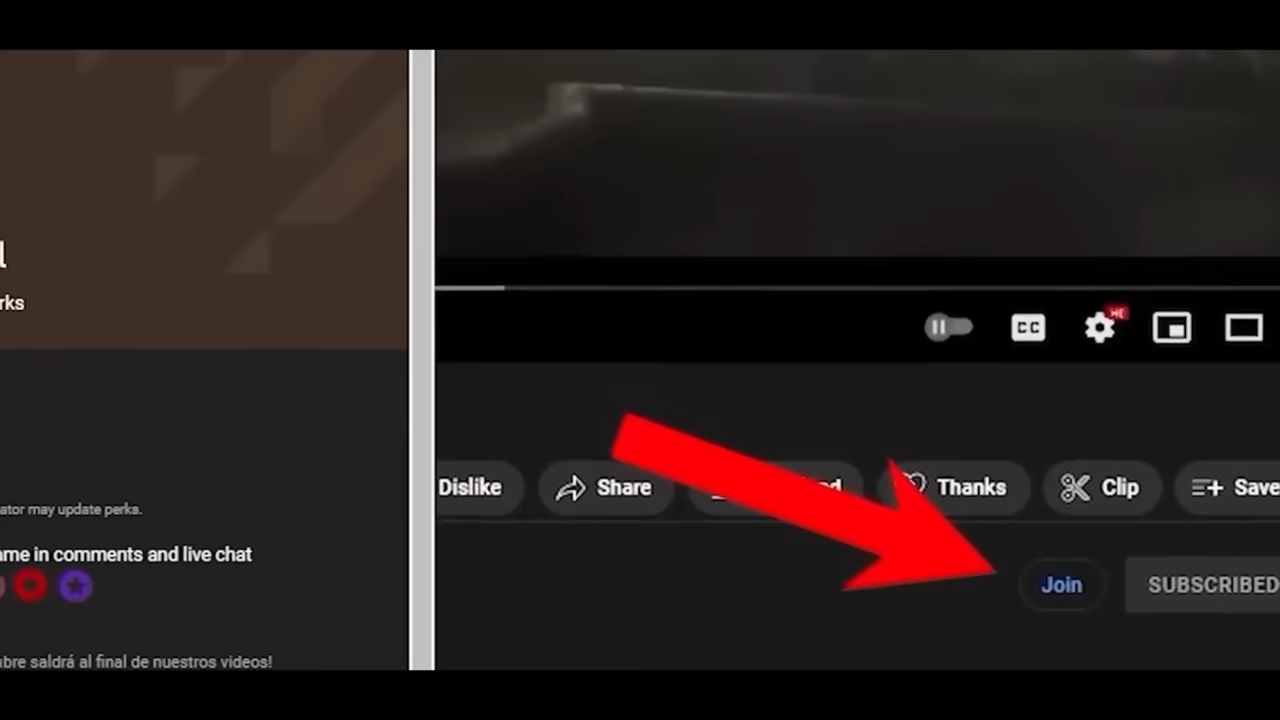 l
rks
ator may update perks.
ame in comments and live chat
bre saldrá al final de nuestros videos!
CC
Dislike
Share
Thanks
Clip
Save
Join
SUBSCRIBED